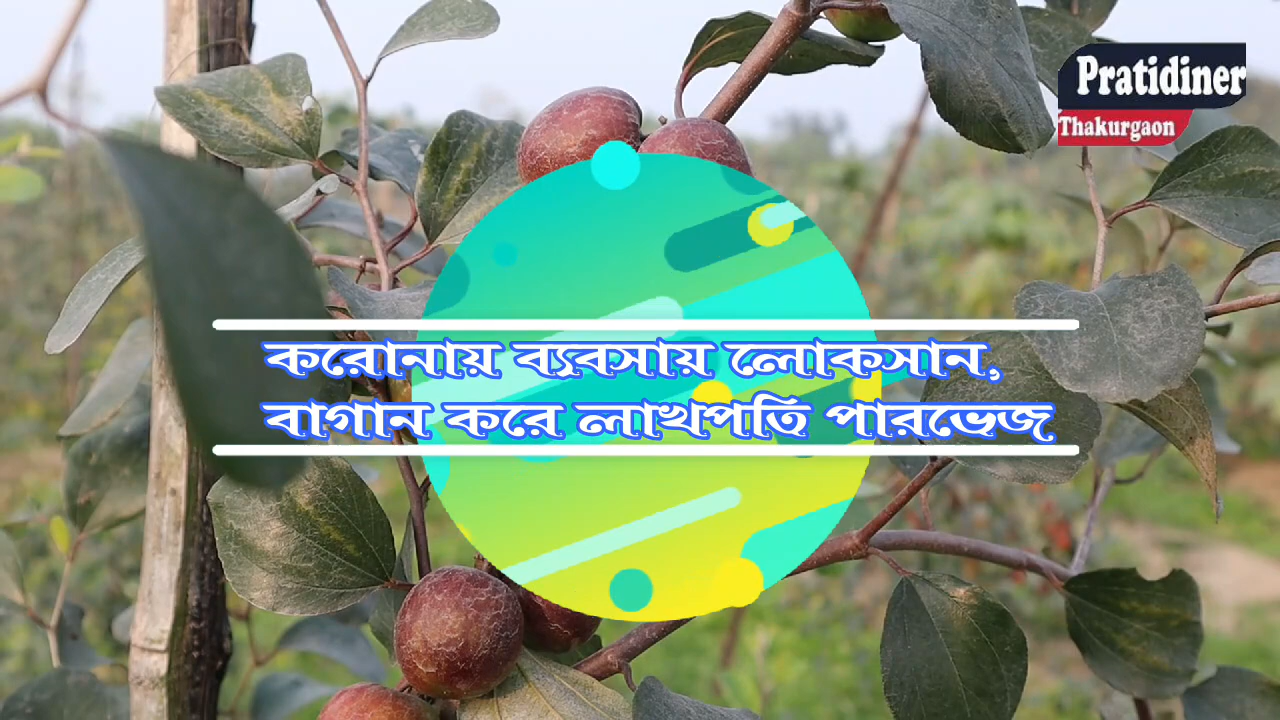 Pratidiner
Thakurgaon
করোনায় ব্যবসায় লোকসান,
বাগান করে লাখপতি পারভেজ